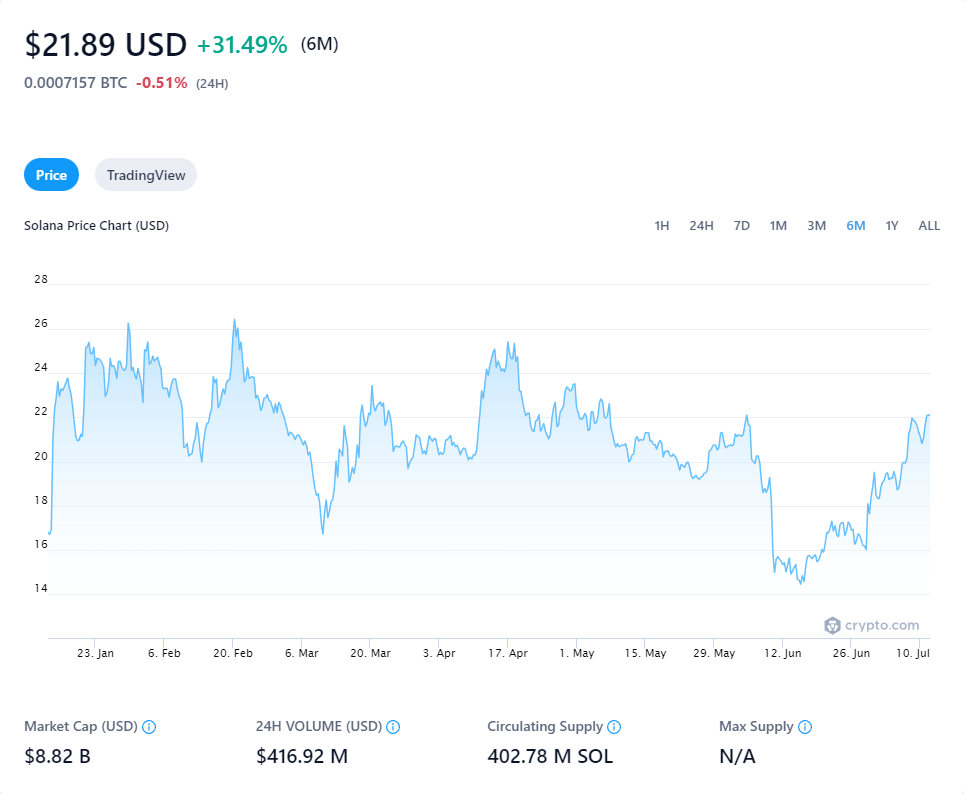 $21.89 USD +31.49% (6M)
0.0007157 BTC -0.51% (24H)
Price TradingView
Solana Price Chart (USD) 1H 24H 7D 1M 3M 6M 1Y ALL
28
26
24
22
20
18
16
14
crypto.com
23. Jan 6. Feb 20. Feb 6. Mar 20. Mar 3. Apr 17. Apr 1. May 15. May 29. May 12. Jun 26. Jun 10. Jul
Market Cap (USD) 24H VOLUME (USD) Circulating Supply Max Supply
$8.82 B $416.92 M 402.78 M SOL N/A